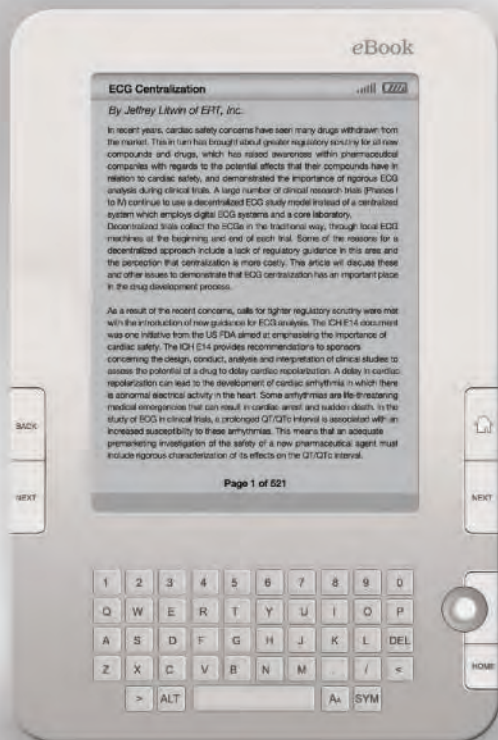 eBook
ECG Centralization
By Jeffrey Litwin of ERT, Inc.
In recent years, cardiac safety concerns have seen many drugs withdrawn from
the market. This in turn has brought about greater regulatory scrutiny for all new
compounds and drugs, which has raised awareness within pharmaceutical
companies with regards to the potential effects that their compounds have in
relation to cardiac safety, and demonstrated the importance of rigorous ECG
analysis during clinical trials. A large number of clinical research trials (Phases I
to IV) continue to use a decentralized ECG study model instead of a centralized
system which employs digital ECG systems and a core laboratory.
Decentralized trials collect the ECGs in the traditional way, through local ECG
machines at the beginning and end of each trial. Some of the reasons for a
decentralized approach include a lack of regulatory guidance in this area and
the perception that centralization is more costly. This article will discuss these
and other issues to demonstrate that ECG centralization has an important place
in the drug development process.
As a result of the recent concerns, calls for tighter regulatory scrutiny were met
with the introduction of new guidance for ECG analysis. The ICH E14 document
was one initiative from the US FDA aimed at emphasising the importance of
cardiac safety. The ICH E14 provides recommendations to sponsors
concerning the design, conduct, analysis and interpretation of clinical studies to
assess the potential of a drug to delay cardiac repolarization. A delay in cardiac
repolarization can lead to the development of cardiac arrhythmia in which there
is abnormal electrical activity in the heart. Some arrhythmias are life-threatening
medical emergencies that can result in cardiac arrest and sudden death. In the
study of ECG in clinical trials, a prolonged QT/QTc interval is associated with an
increased susceptibility to these arrhythmias. This means that an adequate
premarketing investigation of the safety of a new pharmaceutical agent must
include rigorous characterization of its effects on the QT/QTc interval.
Page 1 of 521
BACK
NEXT
NEXT
HOME
1 2 3 4 5 6 7 8 9 0
Q W E R T Y U I O P
A S D F G H J K L DEL
Z X C V B N M . / <
> ALT AA SYM